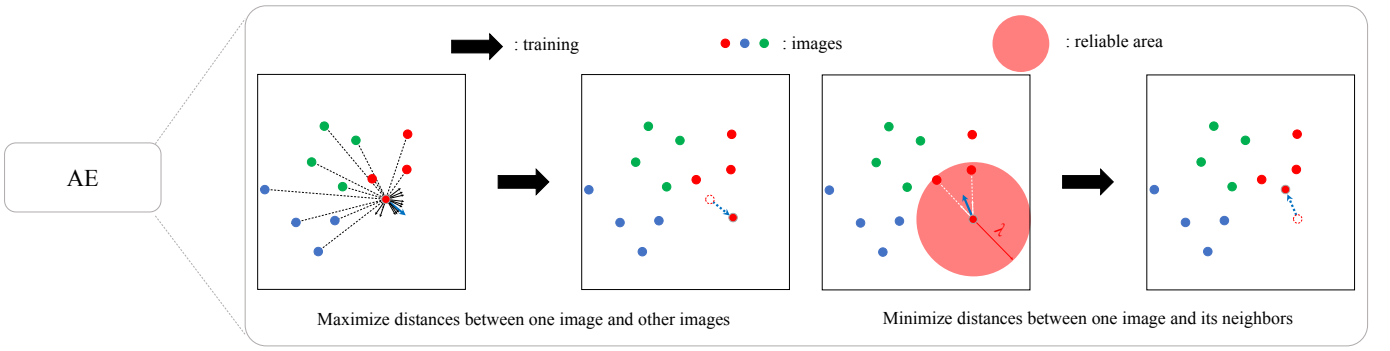 : training
: images
: reliable area
AE
λ
Maximize distances between one image and other images
Minimize distances between one image and its neighbors